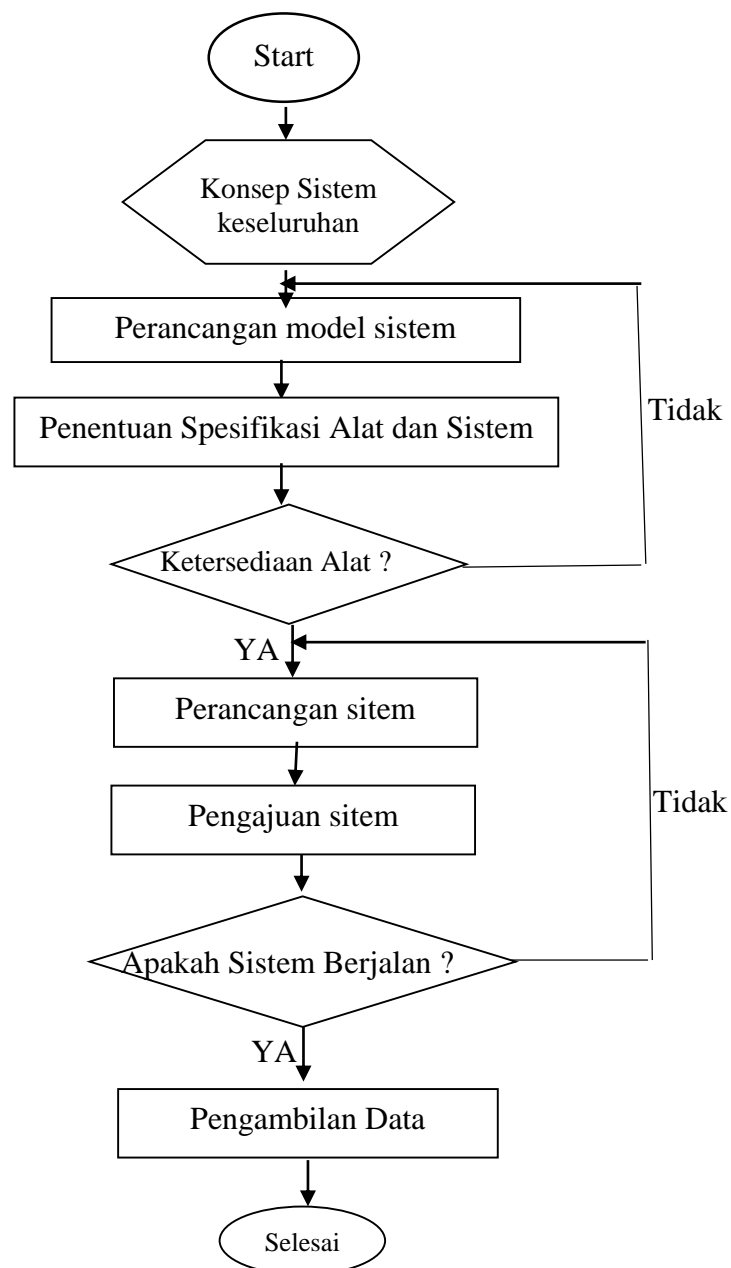 Start
Konsep Sistem
keseluruhan
Perancangan model sistem
Penentuan Spesifikasi Alat dan Sistem
Tidak
Ketersediaan Alat ?
YA
Perancangan sitem
Pengajuan sitem
Tidak
Apakah Sistem Berjalan ?
YA
Pengambilan Data
Selesai